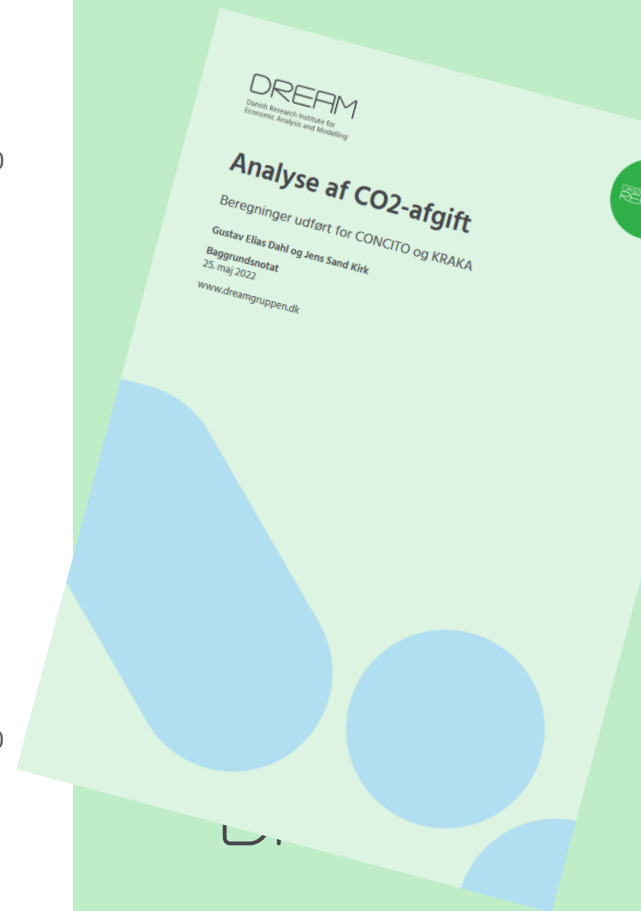 DREAM
Danish Research Institute for
Economic Analysis and Modelling
Analyse af CO2-afgift
Beregninger udført for CONCITO og KRAKA
Gustav Elias Dahl og Jens Sand Kirk
Baggrundsnotat
25. maj 2022
www.dreamgruppen.dk